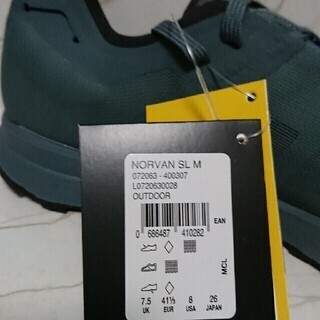 NORVAN SL M
072063 - 400307
L0720630028
OUTDOOR
EAN
0 686487 410282
MCL
7.5 41⅓ 8 26
UK EUR USA JAPAN